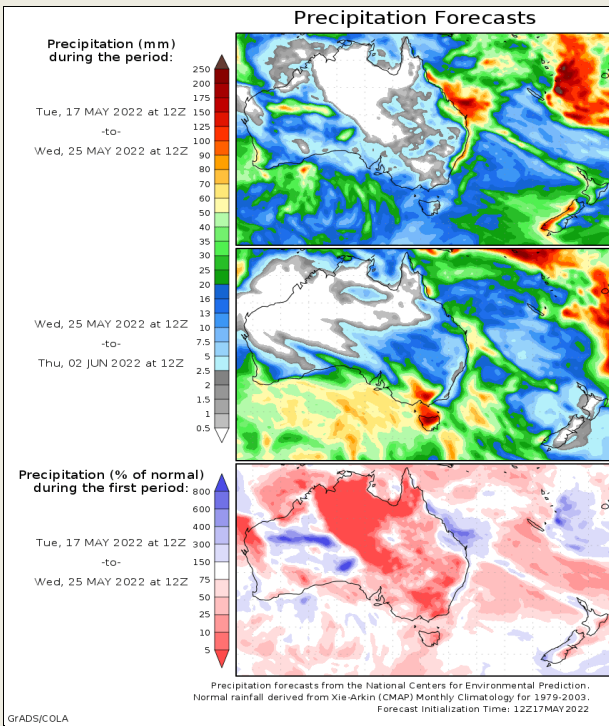 Precipitation Forecasts
Precipitation (mm)
during the period:
Tue, 17 MAY 2022 at 12Z
-to-
Wed, 25 MAY 2022 at 12Z
250
200
175
150
125
100
90
80
70
60
50
40
35
30
25
20
16
13
10
7.5
5
2.5
2
1.5
1
0.5
Wed, 25 MAY 2022 at 12Z
-to-
Thu, 02 JUN 2022 at 12Z
Precipitation (% of normal)
during the first period:
Tue, 17 MAY 2022 at 12Z
-to-
Wed, 25 MAY 2022 at 12Z
800
600
400
300
150
75
50
25
10
5
Precipitation forecasts from the National Centers for Environmental Prediction.
Normal rainfall derived from Xie-Arkin (CMAP) Monthly Climatology for 1979-2003.
Forecast Initialization Time: 12Z17MAY2022
GrADS/COLA